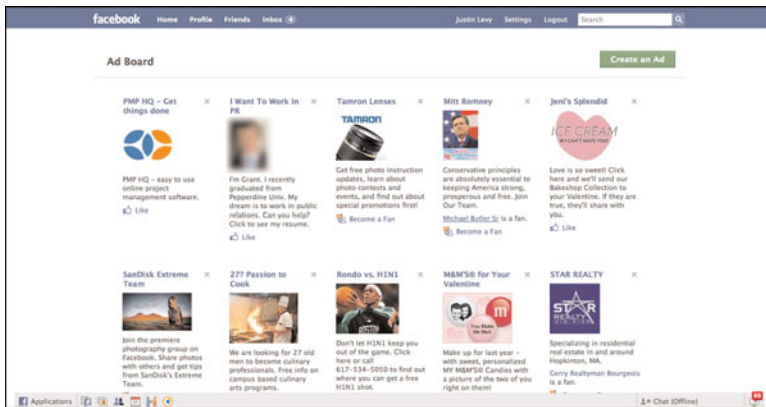 facebook Home Profile Friends Inbox 4 Justin Levy Settings Logout Search
Ad Board
Create an Ad
PMP HQ – Get
things done
PMP HQ – easy to use
online project
management software.
Like
I Want To Work In
PR
I'm Grant. I recently
graduated from
Pepperdine Univ. My
dream is to work in public
relations. Can you help?
Click to see my resume.
Like
Tamron Lenses
TAMRON
Get free photo instruction
updates, learn about
photo contests and
events, and find out about
special promotions first!
Become a Fan
Mitt Romney
Conservative principles
are absolutely essential to
keeping America strong,
prosperous and free. Join
Our Team.
Michael Butler Sr is a fan.
Become a Fan
Jeni's Splendid
ICE CREAM
Love is so sweet! Click
here and we'll send our
Bakeshop Collection to
your Valentine. If they are
true, they'll share with
you.
Like
SanDisk Extreme
Team
Join the premiere
photography group on
Facebook. Share photos
with others and get tips
from SanDisk's Extreme
Team.
27? Passion to
Cook
We are looking for 27 old
men to become culinary
professionals. Free info on
campus based culinary
arts programs.
Rondo vs. H1N1
Don't let H1N1 keep you
out of the game. Click
here or call
617-534-5050 to find out
where you can get a free
H1N1 shot.
M&M'S® for Your
Valentine
m
You Make
Me Melt
Make up for last year –
with sweet, personalized
MY M&M'S® Candies with
a picture of the two of you
right on them!
STAR REALTY
STAR
REALTY
Specializing in residential
real estate in and around
Hopkinton, MA.
Gerry Realtyman Bourgeois
is a fan.
Applications
Chat (Offline)